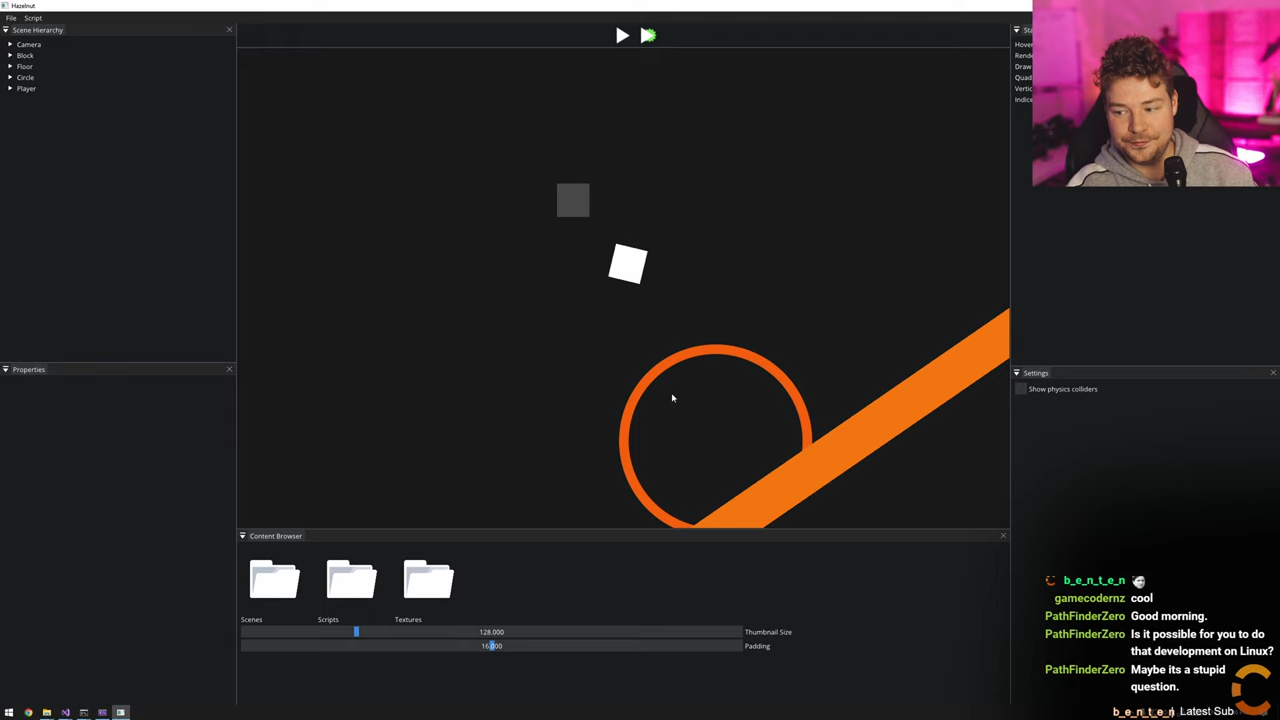 Hazelnut
File Script
Scene Hierarchy
Camera
Block
Floor
Circle
Player
Properties
Content Browser
Scenes Scripts Textures
128.000 Thumbnail Size
16.000 Padding
Settings
Show physics colliders
b_e_n_t_e_n
gamecodernz cool
PathFinderZero Good morning.
PathFinderZero Is it possible for you to do
that development on Linux?
PathFinderZero Maybe its a stupid
question.
b_e_n_t_e_n Latest Sub